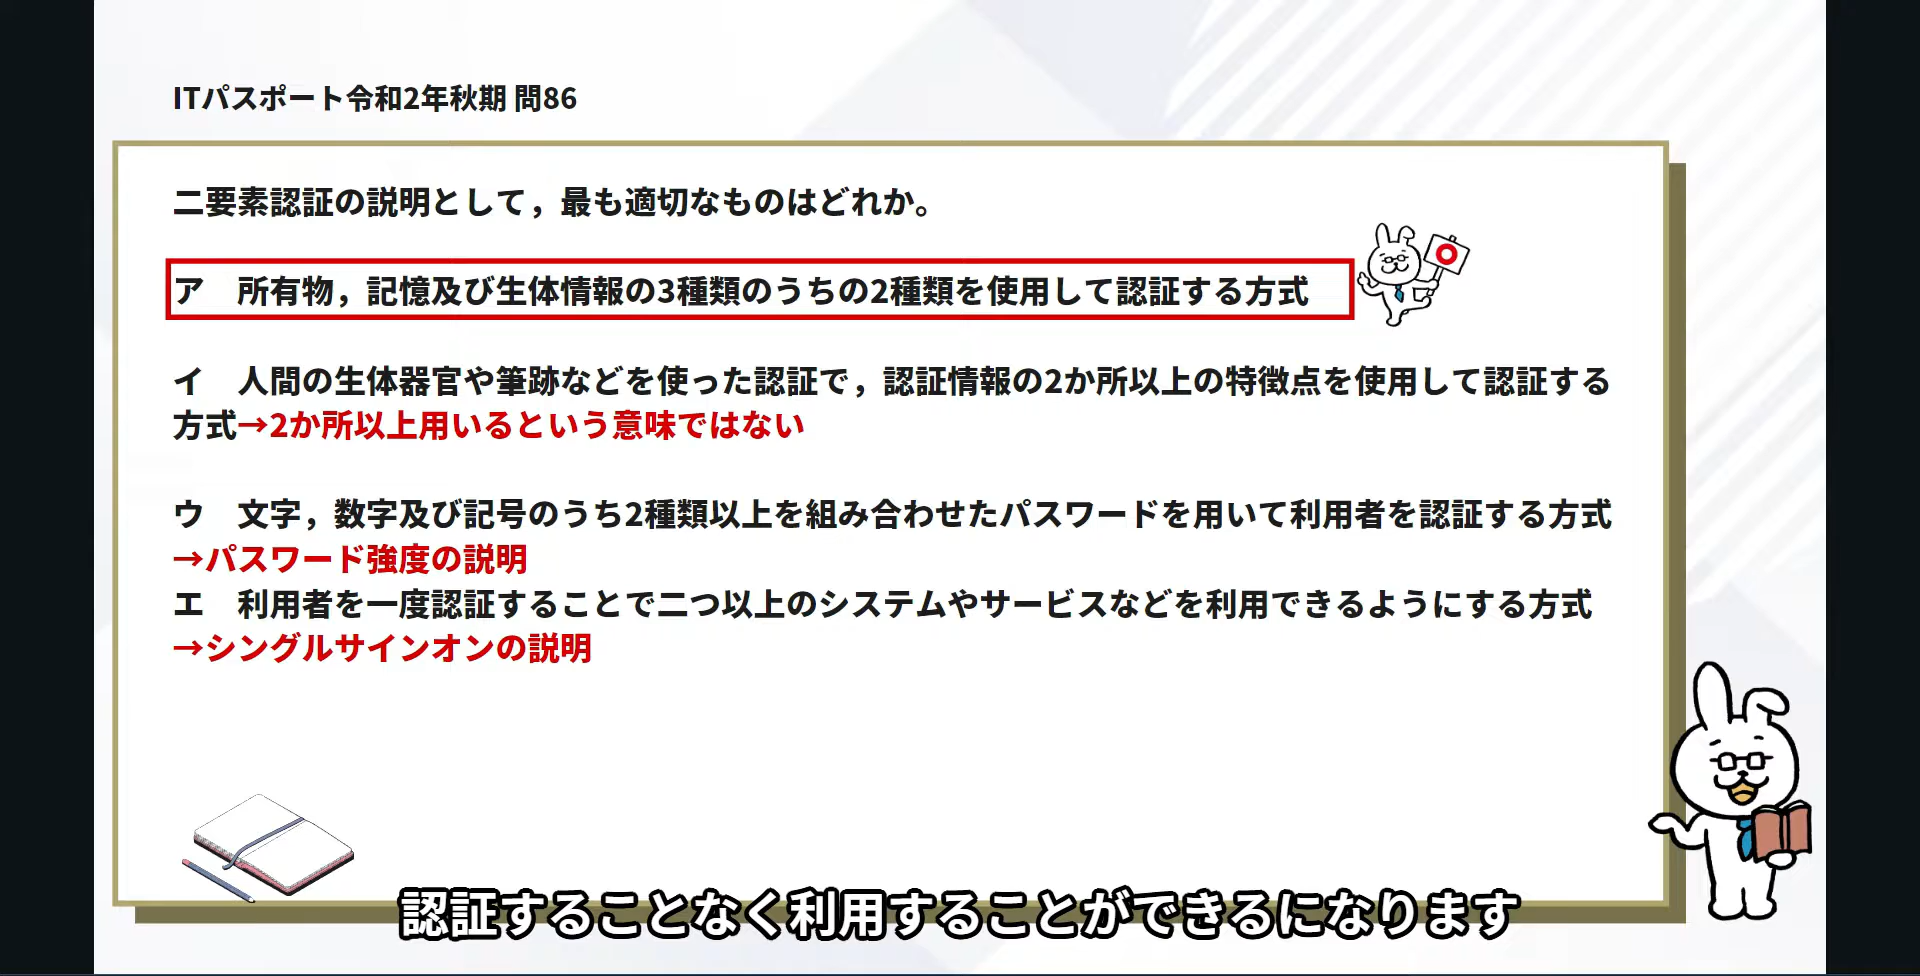 ITパスポート令和2年秋期 問86
二要素認証の説明として，最も適切なものはどれか。
ア　所有物，記憶及び生体情報の3種類のうちの2種類を使用して認証する方式
イ　人間の生体器官や筆跡などを使った認証で，認証情報の2か所以上の特徴点を使用して認証する
方式→2か所以上用いるという意味ではない
ウ　文字，数字及び記号のうち2種類以上を組み合わせたパスワードを用いて利用者を認証する方式
→パスワード強度の説明
エ　利用者を一度認証することで二つ以上のシステムやサービスなどを利用できるようにする方式
→シングルサインオンの説明
認証することなく利用することができるになります